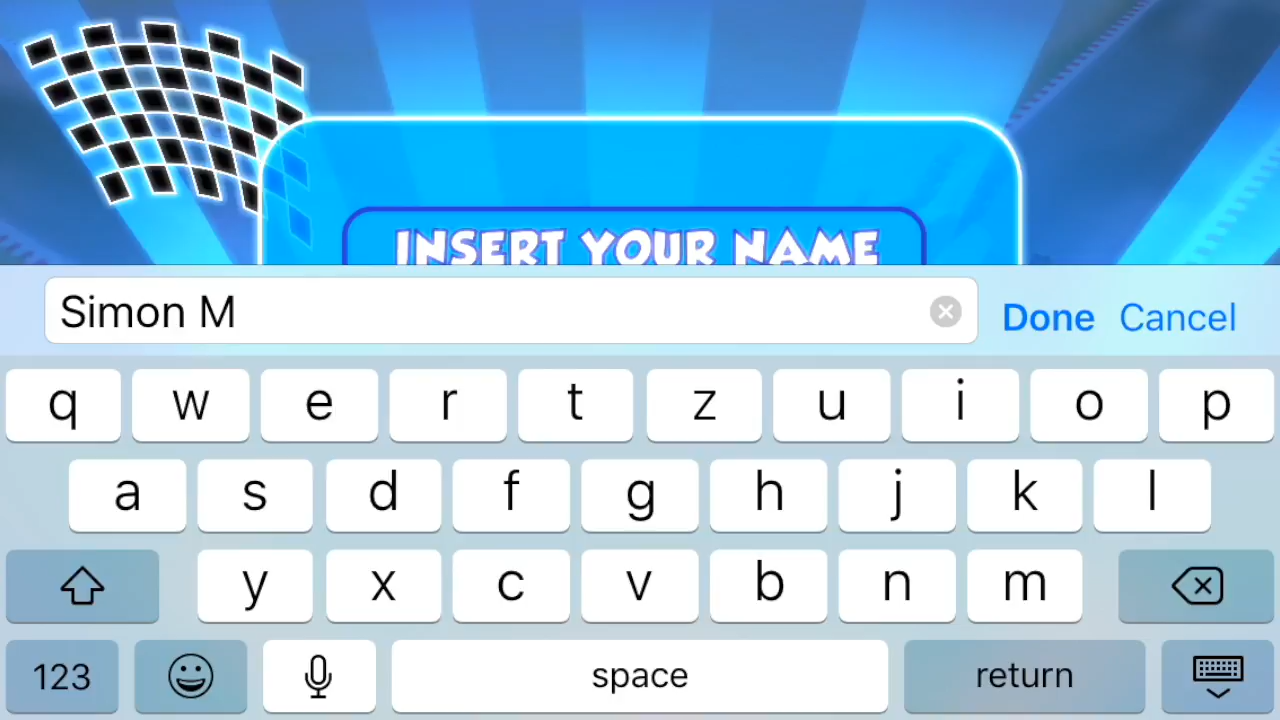 INSERT YOUR NAME
Simon M
Done Cancel
q w e r t z u i o p
a s d f g h j k l
y x c v b n m
123 space return